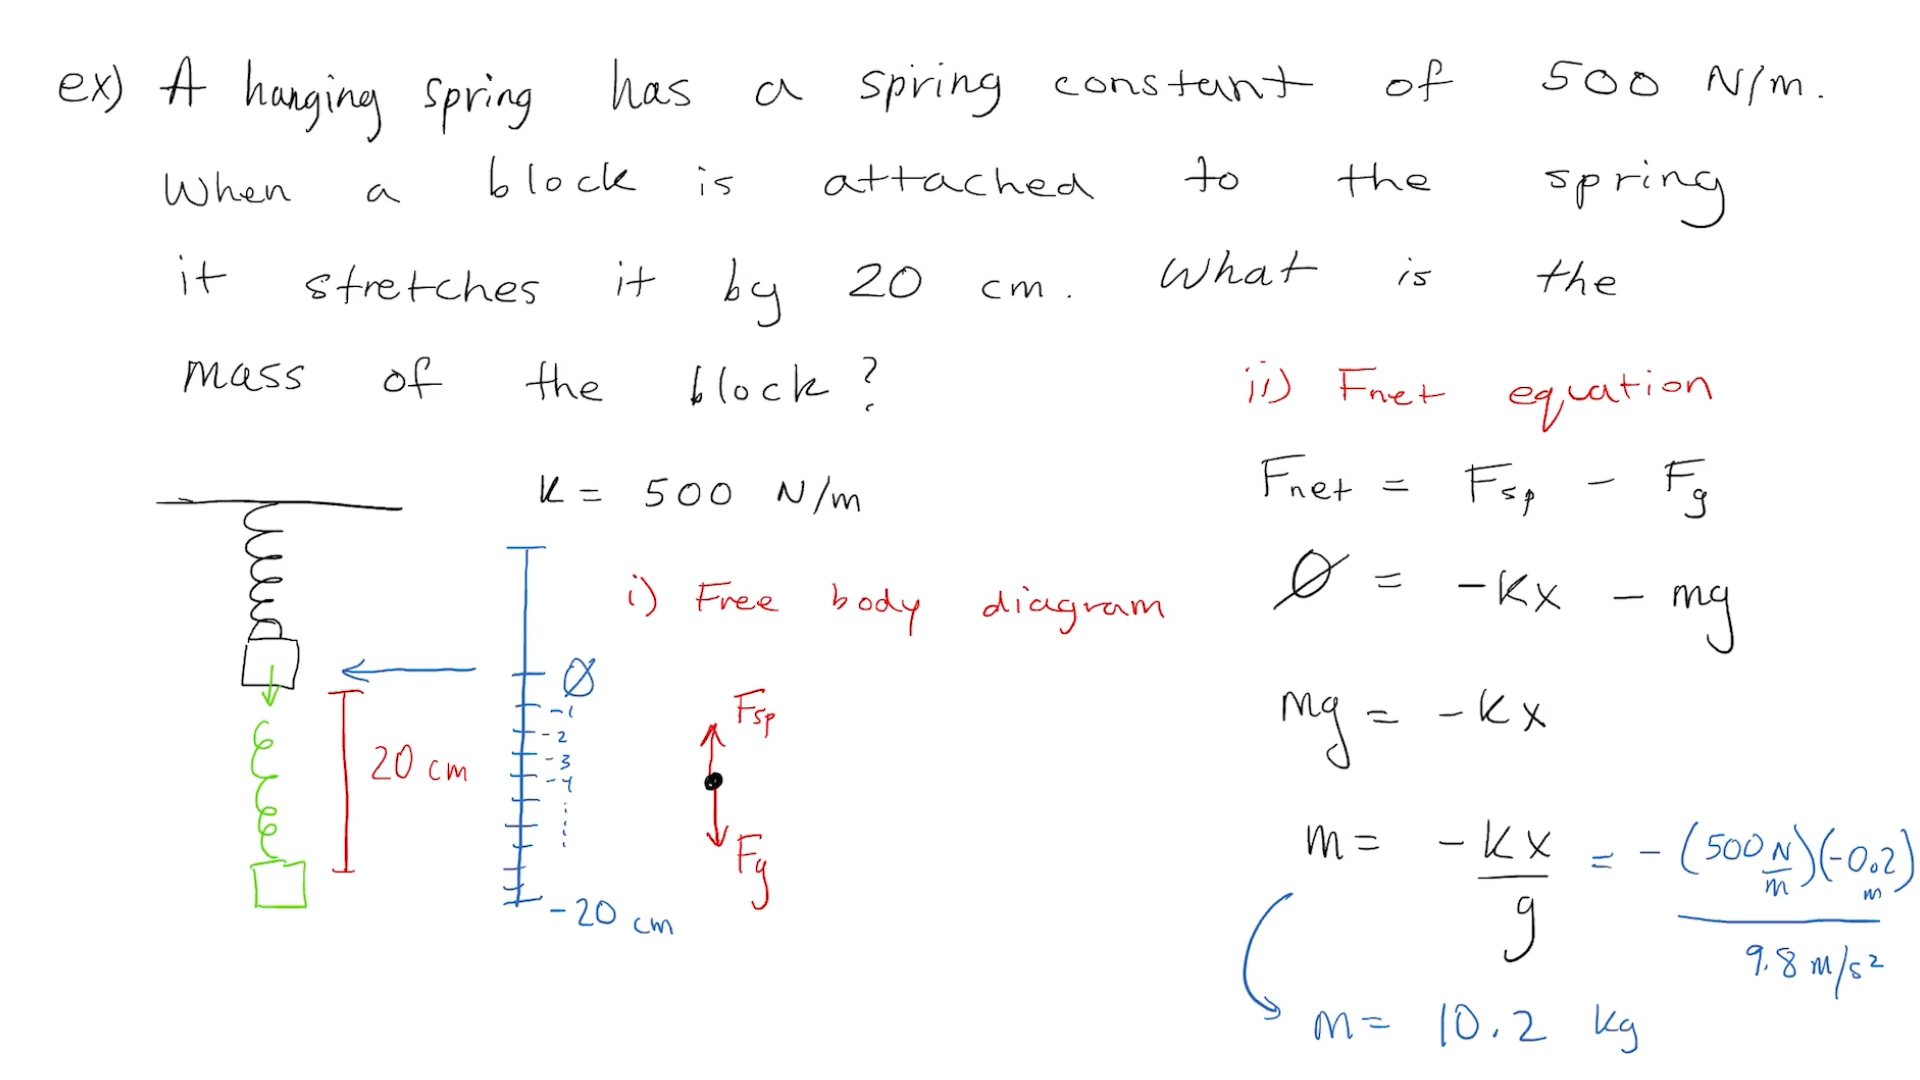 ex) A hanging spring has a spring constant of 500 N/m.
When a block is attached to the spring
it stretches it by 20 cm. What is the
mass of the block?
K = 500 N/m
20 cm
∅
-1
-2
-3
-4
-20 cm
i) Free body diagram
Fsp
Fg
ii) Fnet equation
Fnet = Fsp - Fg
∅ = -Kx - mg
mg = -Kx
m = -Kx/g = -(500 N/m)(-0.2 m)/9.8 m/s²
m = 10.2 kg